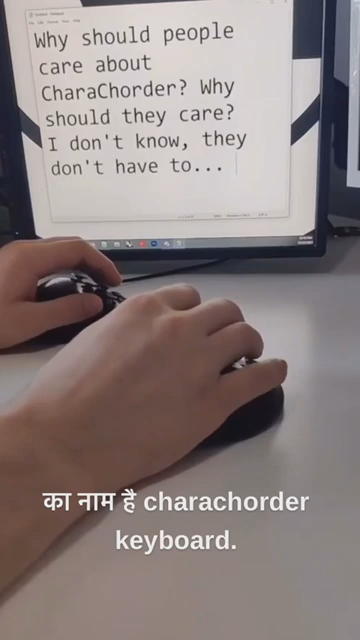 Why should people
care about
CharaChorder? Why
should they care?
I don't know, they
don't have to...
का नाम है charachorder
keyboard.